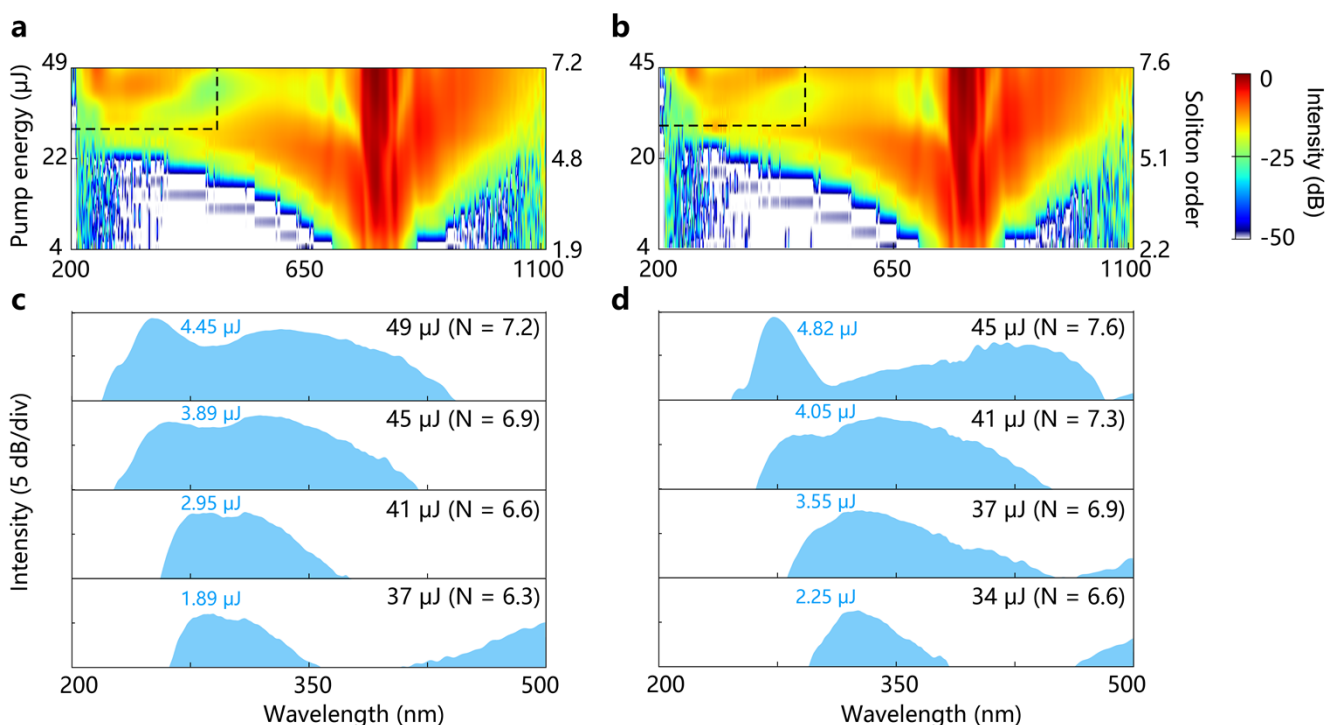 a
b
Pump energy (µJ)
49
22
4
7.2
4.8
1.9
200
650
1100
45
20
4
7.6
5.1
2.2
200
650
1100
Soliton order
0
-25
-50
Intensity (dB)
c
d
Intensity (5 dB/div)
4.45 µJ
49 µJ (N = 7.2)
3.89 µJ
45 µJ (N = 6.9)
2.95 µJ
41 µJ (N = 6.6)
1.89 µJ
37 µJ (N = 6.3)
200
350
500
Wavelength (nm)
4.82 µJ
45 µJ (N = 7.6)
4.05 µJ
41 µJ (N = 7.3)
3.55 µJ
37 µJ (N = 6.9)
2.25 µJ
34 µJ (N = 6.6)
200
350
500
Wavelength (nm)